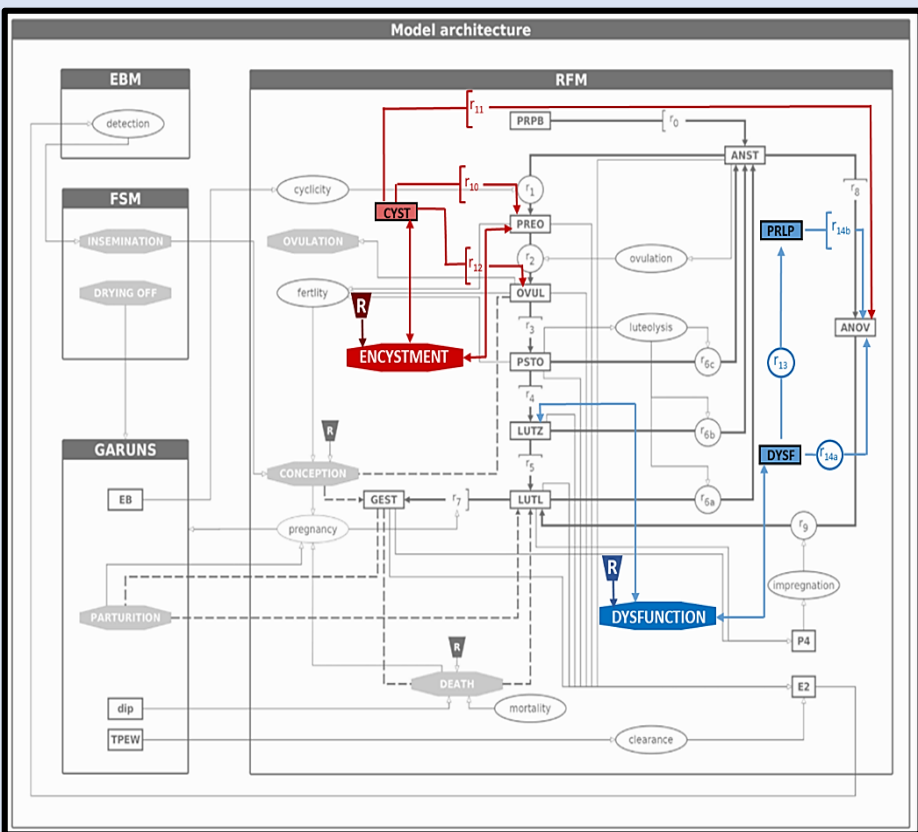 Model architecture
EBM
detection
FSM
INSEMINATION
DRYING OFF
GARUNS
EB
PARTURITION
dip
TPEW
RFM
r11
PRPB
r0
ANST
cyclicity
r10
r1
r8
CYST
PREO
OVULATION
r12
r2
ovulation
PRLP
r14b
fertlity
OVUL
R
r3
luteolysis
ANOV
ENCYSTMENT
PSTO
r6c
r13
r4
R
LUTZ
r6b
DYSF
r14a
CONCEPTION
r5
GEST
r7
LUTL
r6a
pregnancy
r9
R
impregnation
DYSFUNCTION
P4
R
DEATH
E2
mortality
clearance